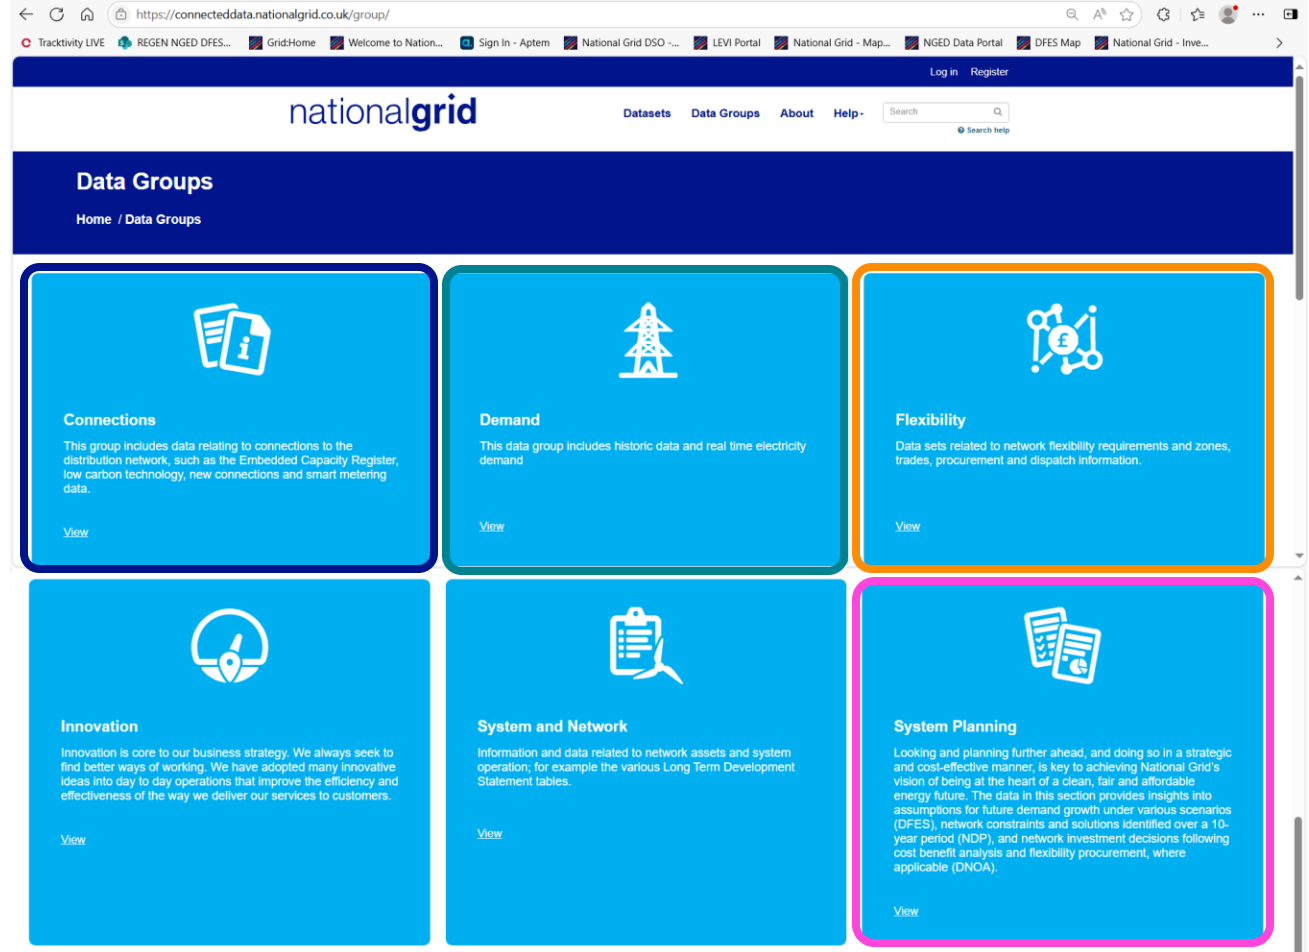 https://connecteddata.nationalgrid.co.uk/group/
Tracktivity LIVE
REGEN NGED DFES...
Grid:Home
Welcome to Nation...
Sign In - Aptem
National Grid DSO -...
LEVI Portal
National Grid - Map...
NGED Data Portal
DFES Map
National Grid - Inve...
Log in Register
nationalgrid
Datasets Data Groups About Help
Search
Search help
Data Groups
Home / Data Groups
Connections
This group includes data relating to connections to the
distribution network, such as the Embedded Capacity Register,
low carbon technology, new connections and smart metering
data.
View
Demand
This data group includes historic data and real time electricity
demand
View
£
Flexibility
Data sets related to network flexibility requirements and zones,
trades, procurement and dispatch information.
View
Innovation
Innovation is core to our business strategy. We always seek to
find better ways of working. We have adopted many innovative
ideas into day to day operations that improve the efficiency and
effectiveness of the way we deliver our services to customers.
View
System and Network
Information and data related to network assets and system
operation; for example the various Long Term Development
Statement tables.
View
System Planning
Looking and planning further ahead, and doing so in a strategic
and cost-effective manner, is key to achieving National Grid's
vision of being at the heart of a clean, fair and affordable
energy future. The data in this section provides insights into
assumptions for future demand growth under various scenarios
(DFES), network constraints and solutions identified over a 10-
year period (NDP), and network investment decisions following
cost benefit analysis and flexibility procurement, where
applicable (DNOA).
View